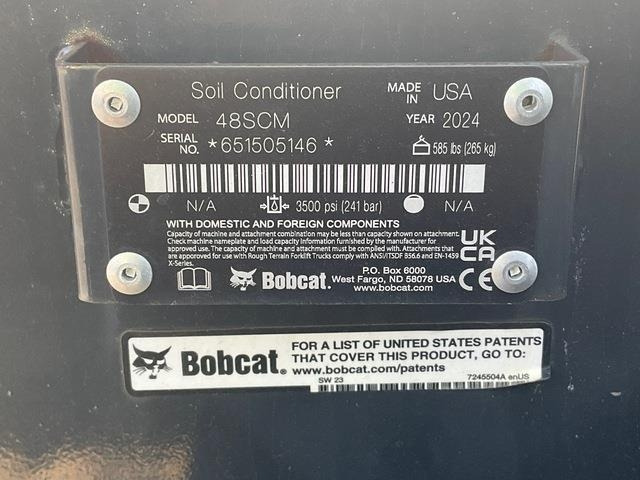 Soil Conditioner MADE IN USA
MODEL 48SCM YEAR 2024
SERIAL NO. *651505146* 585 lbs (265 kg)
N/A 3500 psi (241 bar) N/A
WITH DOMESTIC AND FOREIGN COMPONENTS
Capacity of machine and attachment combination may be less than capacity shown on attachment.
Check machine nameplate and load capacity information furnished by the manufacturer for
approved use. The capacity of machine and attachment must be complied with. Attachments that
are approved for use with Rough Terrain Forklift Trucks comply with ANSI/ITSDF B56.6 and EN-1459
X-Series.
UK
CA
Bobcat® P.O. Box 6000
West Fargo, ND 58078 USA
www.bobcat.com CE
Bobcat®
FOR A LIST OF UNITED STATES PATENTS
THAT COVER THIS PRODUCT, GO TO:
www.bobcat.com/patents
SW 23 7245504A enUS